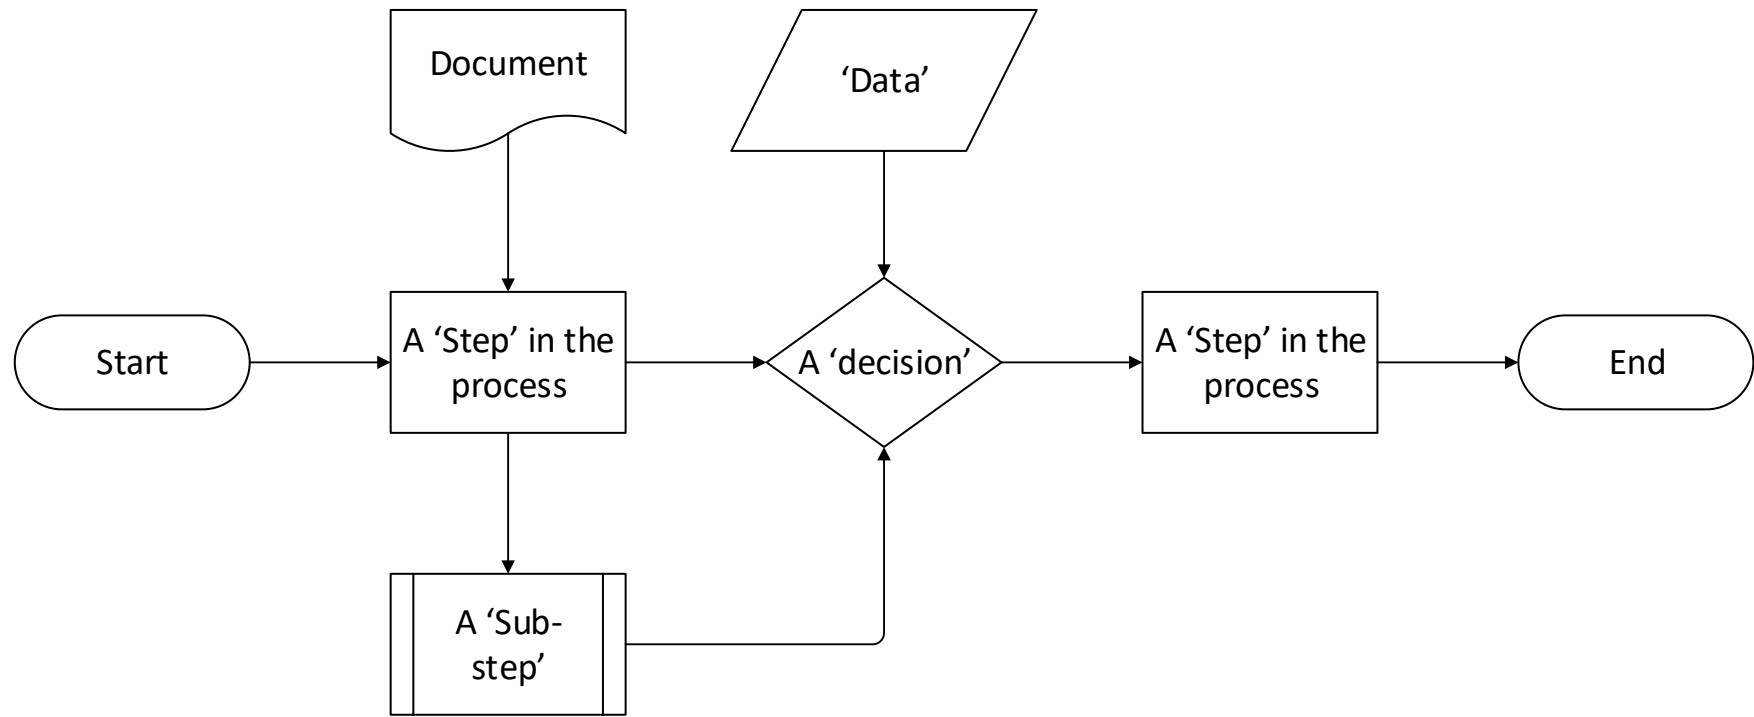 Document
‘Data’
Start
A ‘Step’ in the
process
A ‘decision’
A ‘Step’ in the
process
End
A ‘Sub-
step’